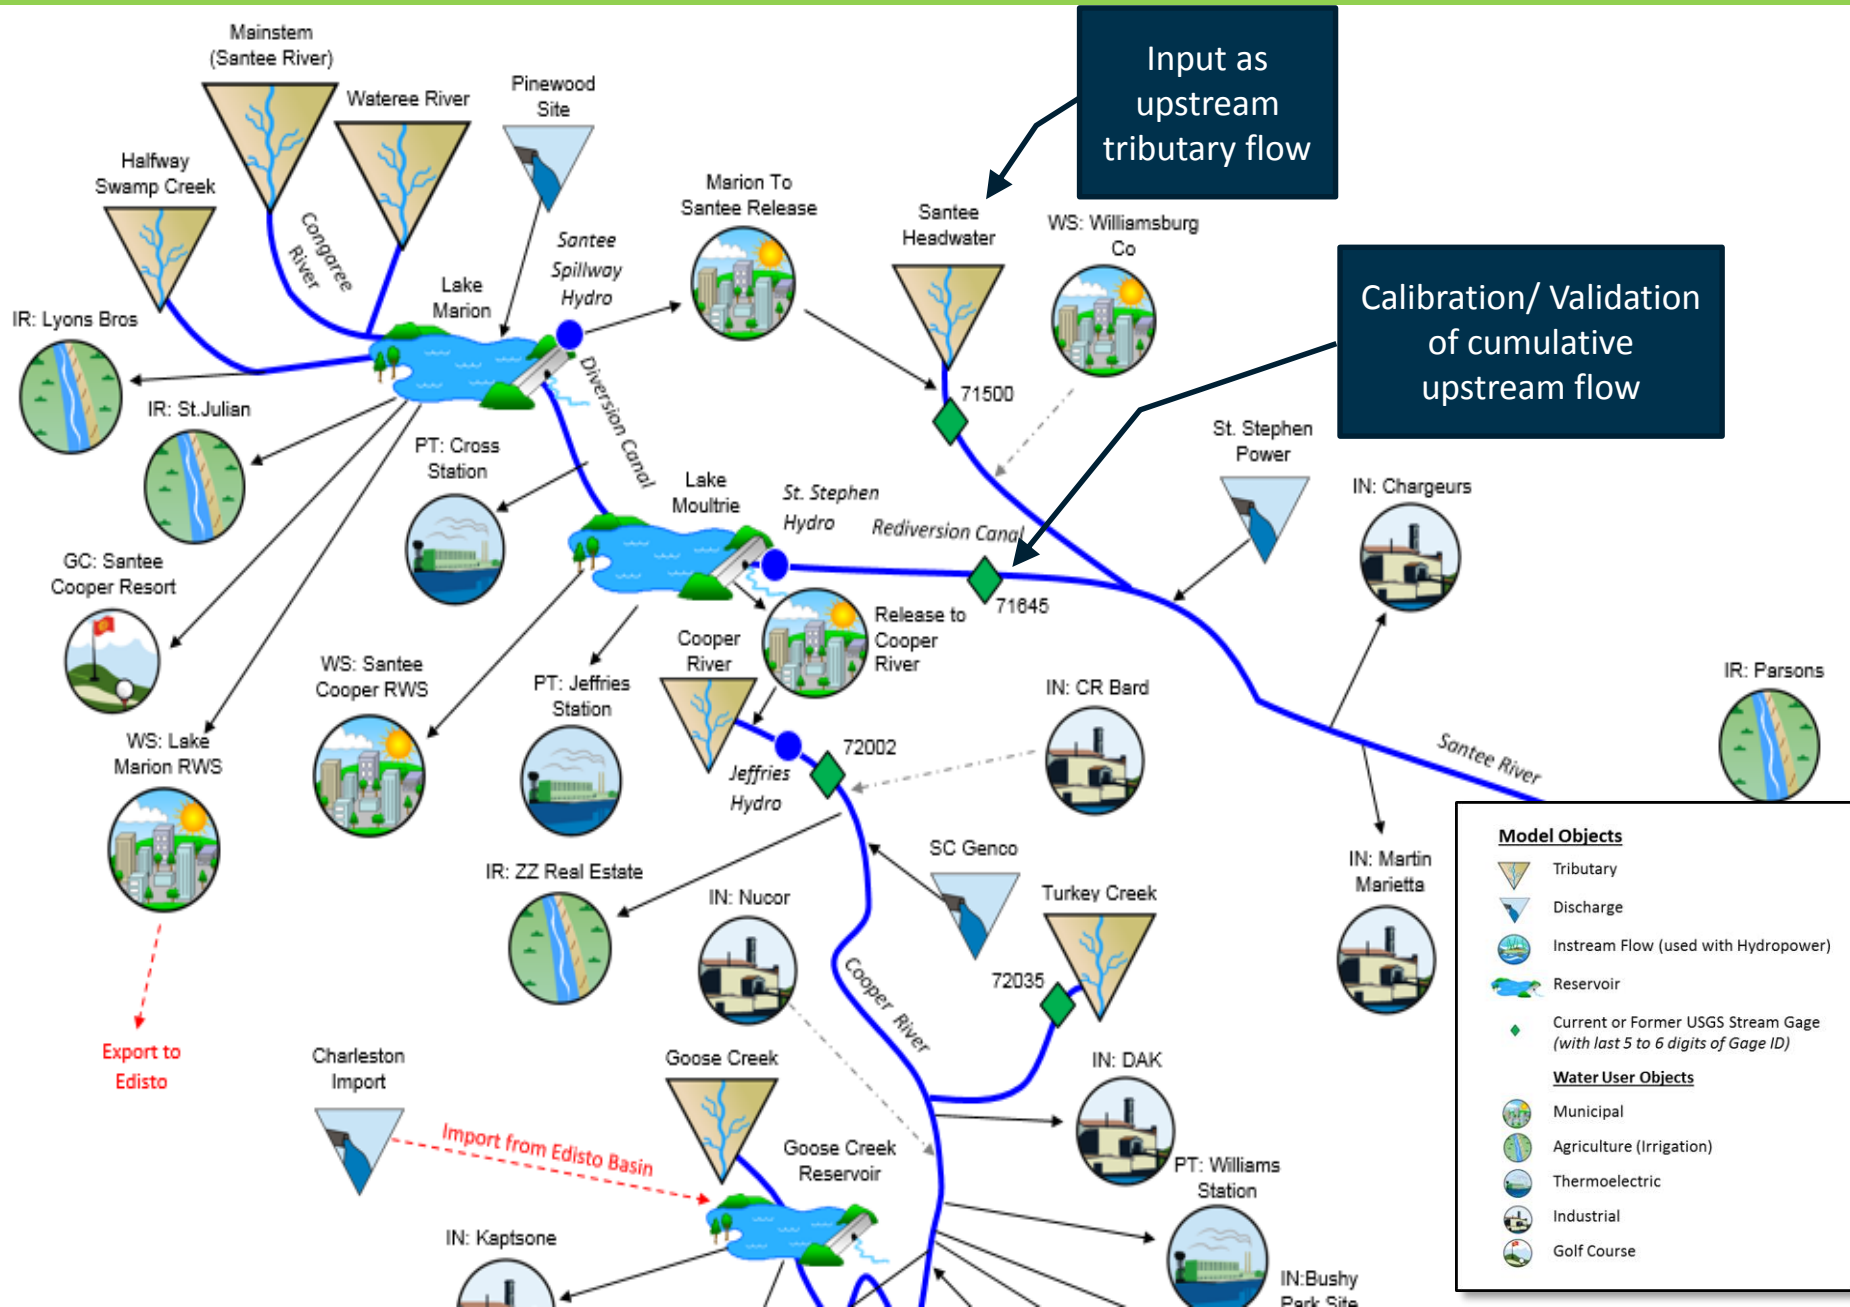 Mainstem
(Santee River)
Wateree River
Pinewood
Site
Halfway
Swamp Creek
Congaree
River
Input as
upstream
tributary flow
Marion To
Santee Release
Santee
Headwater
WS: Williamsburg
Co
Santee
Spillway
Hydro
Lake
Marion
IR: Lyons Bros
Calibration/ Validation
of cumulative
upstream flow
IR: St.Julian
Diversion Canal
71500
PT: Cross
Station
St. Stephen
Power
Lake
Moultrie
St. Stephen
Hydro
Rediversion Canal
IN: Chargeurs
GC: Santee
Cooper Resort
71645
Release to
Cooper
River
Cooper
River
WS: Santee
Cooper RWS
PT: Jeffries
Station
IN: CR Bard
IR: Parsons
WS: Lake
Marion RWS
72002
Jeffries
Hydro
Santee River
SC Genco
IR: ZZ Real Estate
IN: Nucor
Turkey Creek
IN: Martin
Marietta
72035
Cooper River
Export to
Edisto
Charleston
Import
Goose Creek
IN: DAK
Import from Edisto Basin
Goose Creek
Reservoir
PT: Williams
Station
IN: Kaptsone
IN:Bushy
Park Site
Model Objects
Tributary
Discharge
Instream Flow (used with Hydropower)
Reservoir
Current or Former USGS Stream Gage
(with last 5 to 6 digits of Gage ID)
Water User Objects
Municipal
Agriculture (Irrigation)
Thermoelectric
Industrial
Golf Course